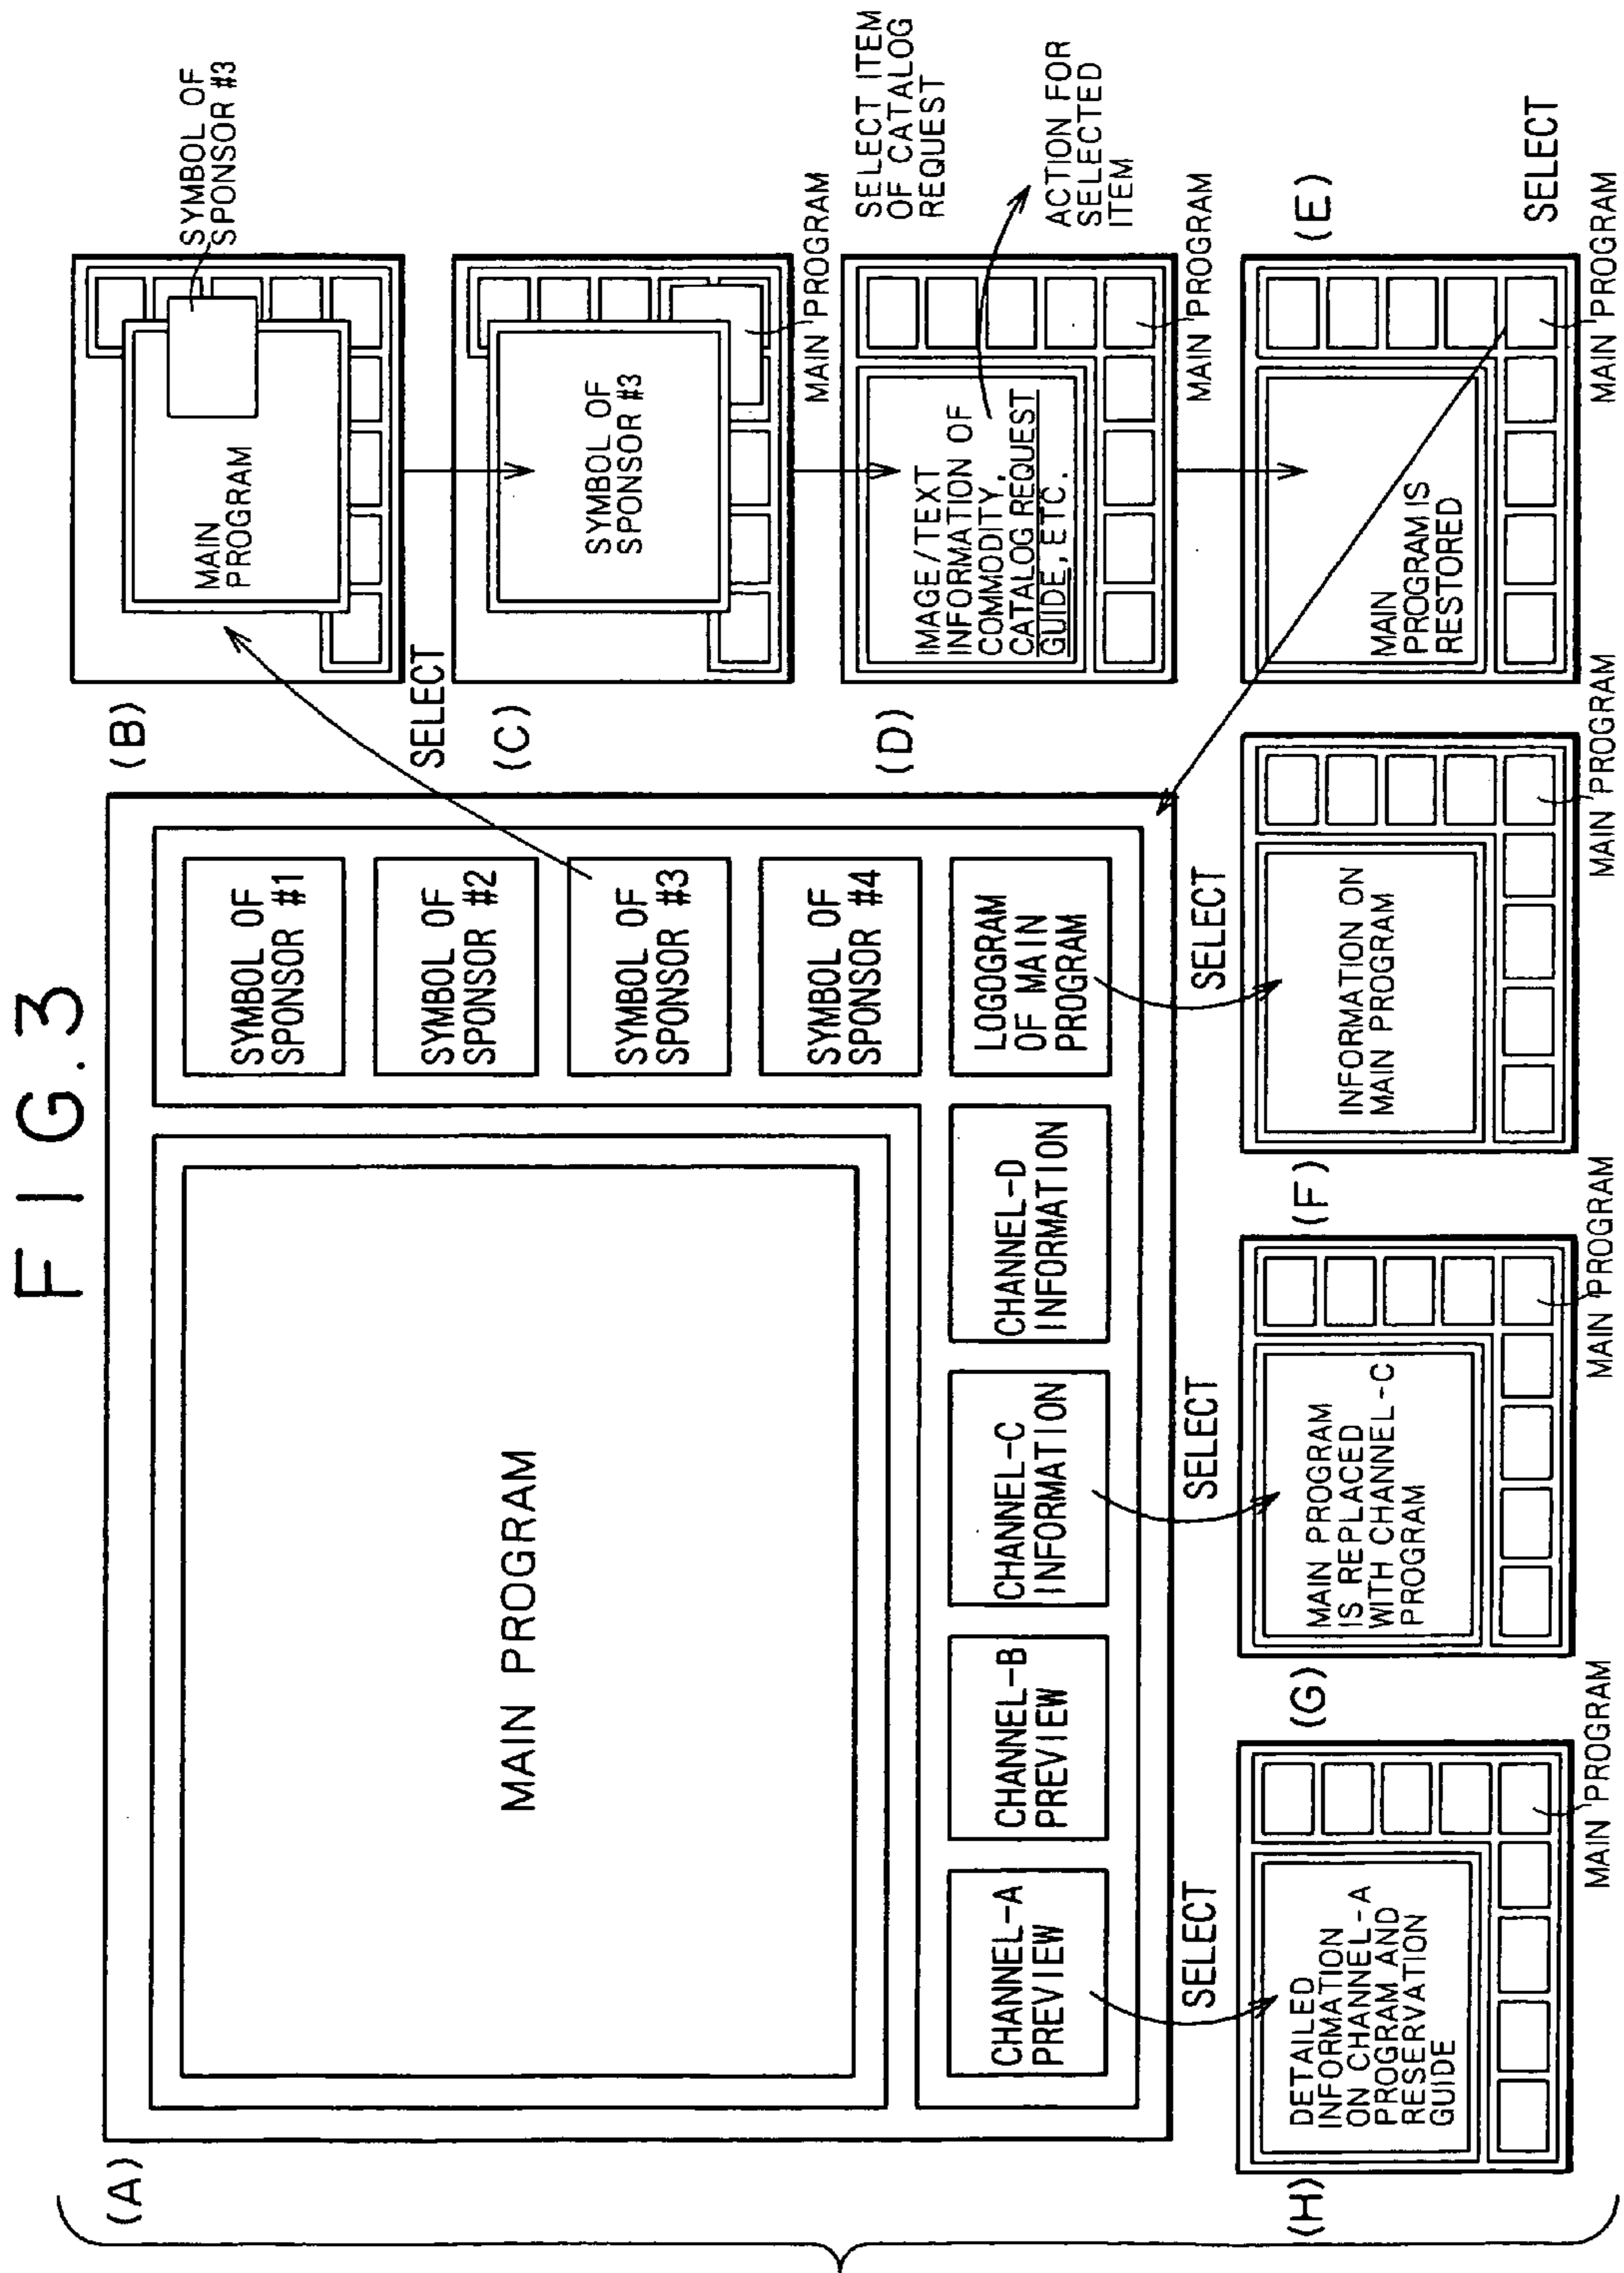 FIG.3
(A)
MAIN PROGRAM
SYMBOL OF
SPONSOR #1
SYMBOL OF
SPONSOR #2
SYMBOL OF
SPONSOR #3
SYMBOL OF
SPONSOR #4
LOGOGRAM
OF MAIN
PROGRAM
CHANNEL-A
PREVIEW
CHANNEL-B
PREVIEW
CHANNEL-C
INFORMATION
CHANNEL-D
INFORMATION
(B)
MAIN
PROGRAM
SYMBOL OF
SPONSOR #3
SELECT
(C)
SYMBOL OF
SPONSOR #3
MAIN PROGRAM
(D)
IMAGE/TEXT
INFORMATION OF
COMMODITY,
CATALOG REQUEST
GUIDE, ETC.
SELECT ITEM
OF CATALOG
REQUEST
ACTION FOR
SELECTED
ITEM
MAIN PROGRAM
(E)
MAIN
PROGRAM IS
RESTORED
SELECT
MAIN PROGRAM
SELECT
(F)
INFORMATION ON
MAIN PROGRAM
MAIN PROGRAM
SELECT
(G)
MAIN PROGRAM
IS REPLACED
WITH CHANNEL-C
PROGRAM
MAIN PROGRAM
SELECT
(H)
DETAILED
INFORMATION
ON CHANNEL-A
PROGRAM AND
RESERVATION
GUIDE
MAIN PROGRAM